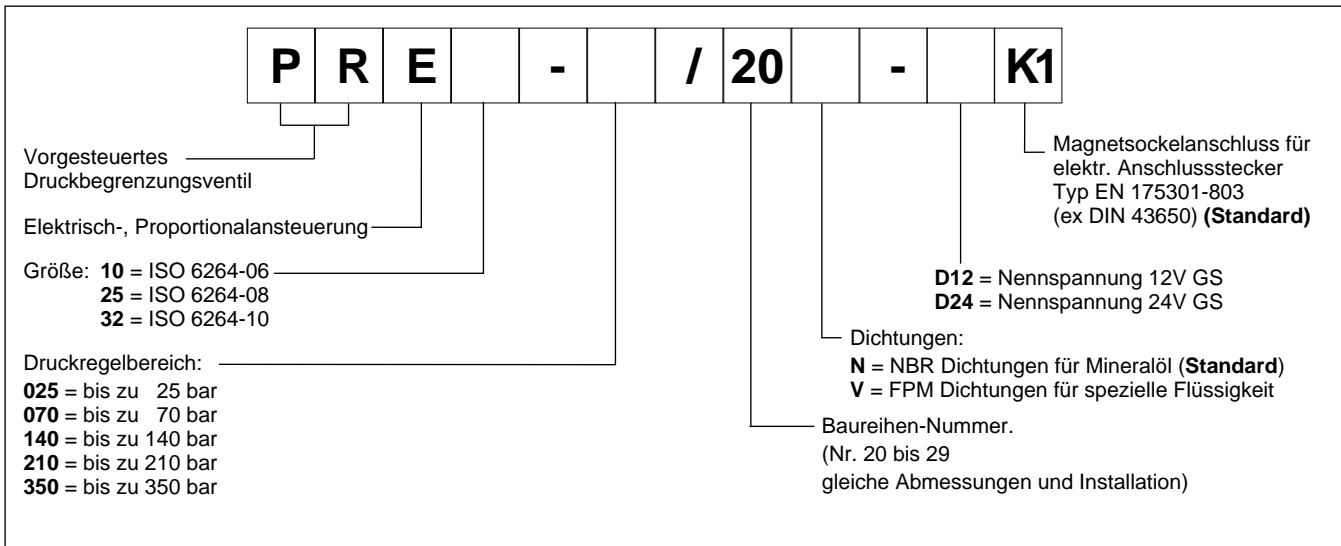 P R E - / 20 - K1
Vorgesteuertes
Druckbegrenzungsventil
Elektrisch-, Proportionalansteuerung
Größe: 10 = ISO 6264-06
25 = ISO 6264-08
32 = ISO 6264-10
Druckregelbereich:
025 = bis zu 25 bar
070 = bis zu 70 bar
140 = bis zu 140 bar
210 = bis zu 210 bar
350 = bis zu 350 bar
Magnetsockelanschluss für
elektr. Anschlussstecker
Typ EN 175301-803
(ex DIN 43650) (Standard)
D12 = Nennspannung 12V GS
D24 = Nennspannung 24V GS
Dichtungen:
N = NBR Dichtungen für Mineralöl (Standard)
V = FPM Dichtungen für spezielle Flüssigkeit
Baureihen-Nummer.
(Nr. 20 bis 29
gleiche Abmessungen und Installation)